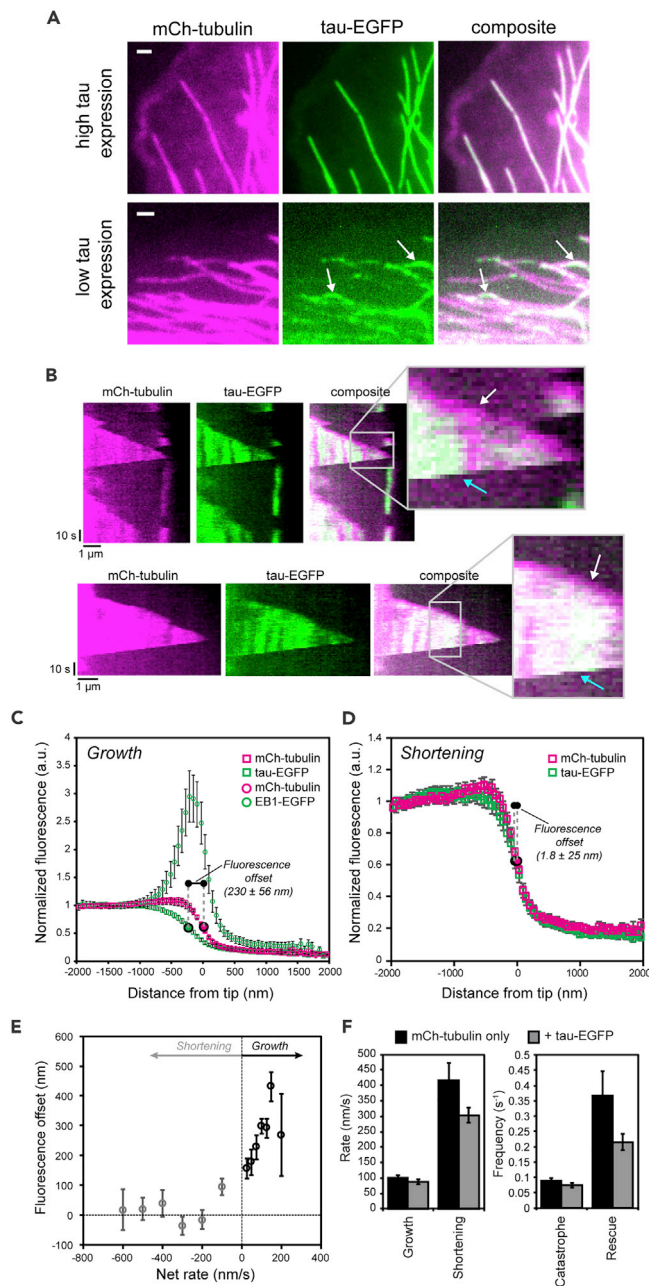 A
mCh-tubulin tau-EGFP composite
high tau
expression
low tau
expression
B
mCh-tubulin tau-EGFP composite
10 s
1 µm
mCh-tubulin tau-EGFP composite
10 s
1 µm
C
Growth
Normalized fluorescence (a.u.)
4
3.5
3
2.5
2
1.5
1
0.5
0
mCh-tubulin
tau-EGFP
mCh-tubulin
EB1-EGFP
Fluorescence
offset
(230 ± 56 nm)
-2000 -1500 -1000 -500 0 500 1000 1500 2000
Distance from tip (nm)
D
Shortening
Normalized fluorescence (a.u.)
1.4
1.2
1
0.8
0.6
0.4
0.2
0
mCh-tubulin
tau-EGFP
Fluorescence
offset
(1.8 ± 25 nm)
-2000 -1000 0 1000 2000
Distance from tip (nm)
E
Fluorescence offset (nm)
600
500
400
300
200
100
0
-100
Shortening Growth
-800 -600 -400 -200 0 200 400
Net rate (nm/s)
F
mCh-tubulin only + tau-EGFP
Rate (nm/s)
500
450
400
350
300
250
200
150
100
50
0
Growth
Shortening
Frequency (s⁻¹)
0.5
0.45
0.4
0.35
0.3
0.25
0.2
0.15
0.1
0.05
0
Catastrophe
Rescue